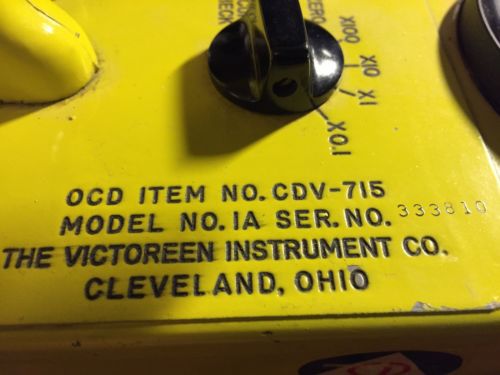 ZERO
X100
X10
X1
X0.1
OCD ITEM NO. CDV-715
MODEL NO. 1A SER. NO. 333810
THE VICTOREEN INSTRUMENT CO.
CLEVELAND, OHIO